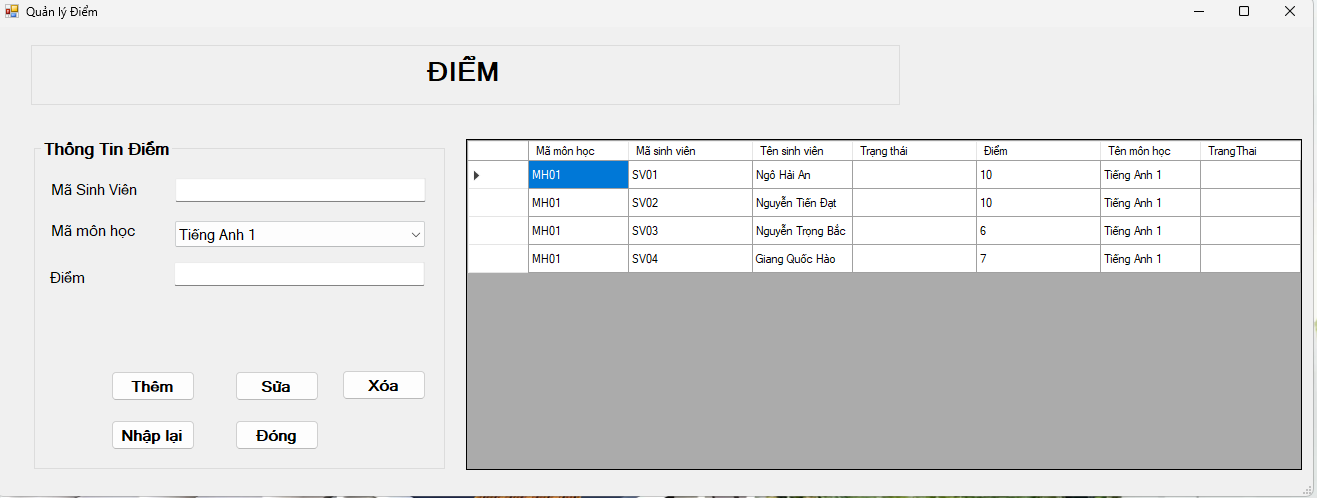 Quản lý Điểm
ĐIỂM
Thông Tin Điểm
Mã Sinh Viên
Mã môn học Tiếng Anh 1
Điểm
Thêm Sửa Xóa
Nhập lại Đóng
Mã môn học Mã sinh viên Tên sinh viên Trạng thái Điểm Tên môn học TrangThai
MH01 SV01 Ngô Hải An 10 Tiếng Anh 1
MH01 SV02 Nguyễn Tiến Đạt 10 Tiếng Anh 1
MH01 SV03 Nguyễn Trọng Bắc 6 Tiếng Anh 1
MH01 SV04 Giang Quốc Hào 7 Tiếng Anh 1